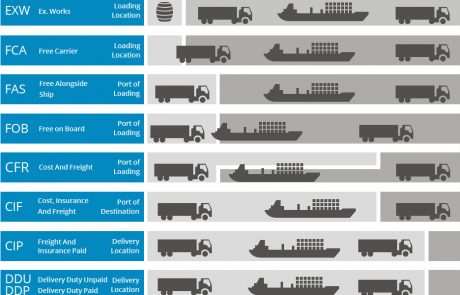 EXW Ex. Works Loading Location
FCA Free Carrier Loading Location
FAS Free Alongside Ship Port of Loading
FOB Free on Board Port of Loading
CFR Cost And Freight Port of Loading
CIF Cost, Insurance And Freight Port of Destination
CIP Freight And Insurance Paid Delivery Location
DDU Delivery Duty Unpaid Delivery
DDP Delivery Duty Paid Location